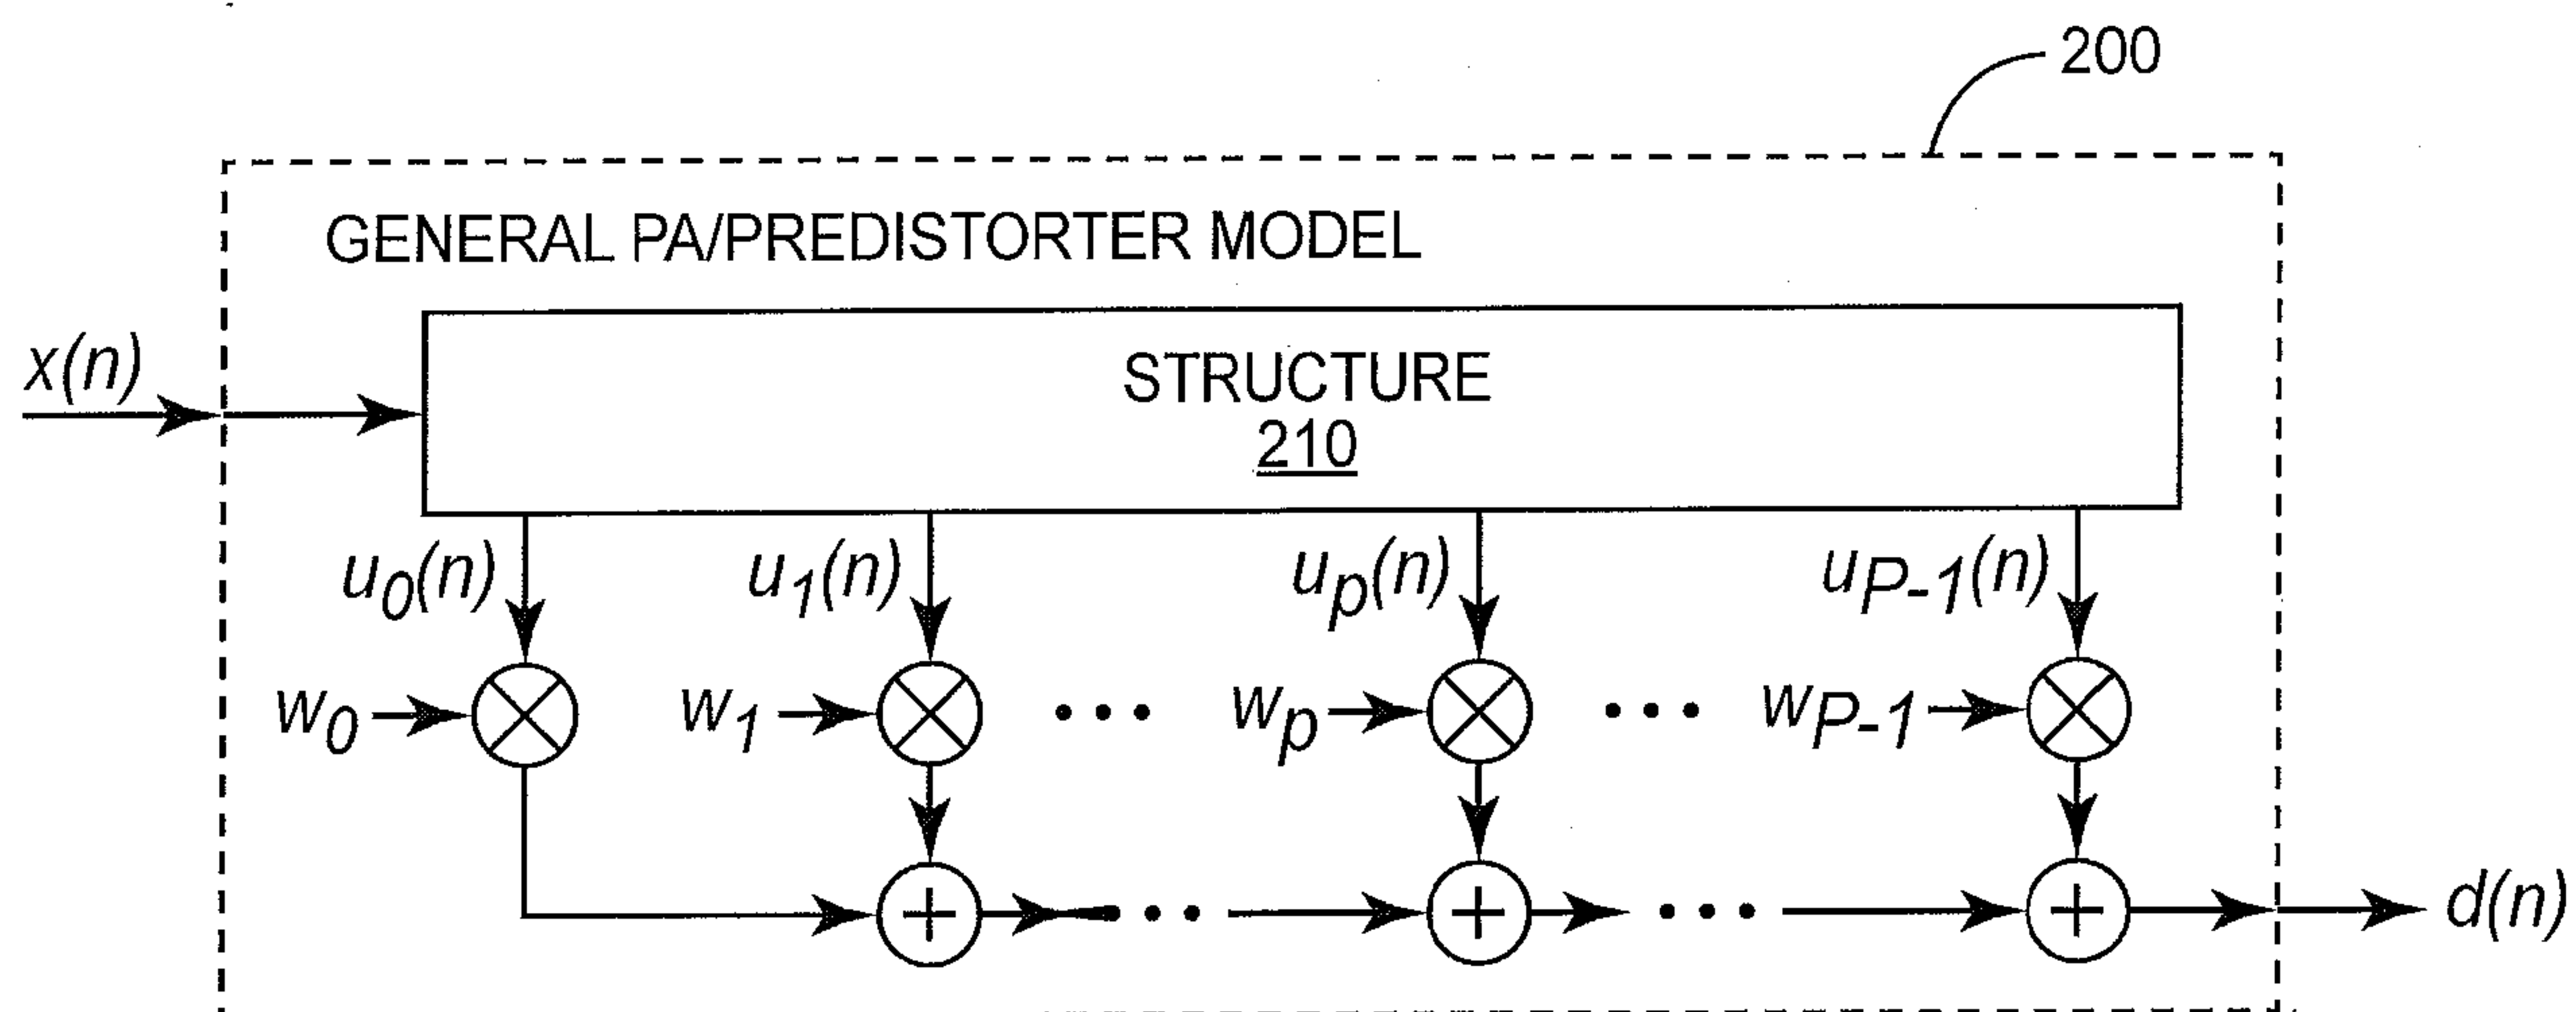 200
GENERAL PA/PREDISTORTER MODEL
x(n)
STRUCTURE
210
u0(n) u1(n) up(n) uP-1(n)
w0 w1 ••• wp ••• wP-1
••• ••• d(n)